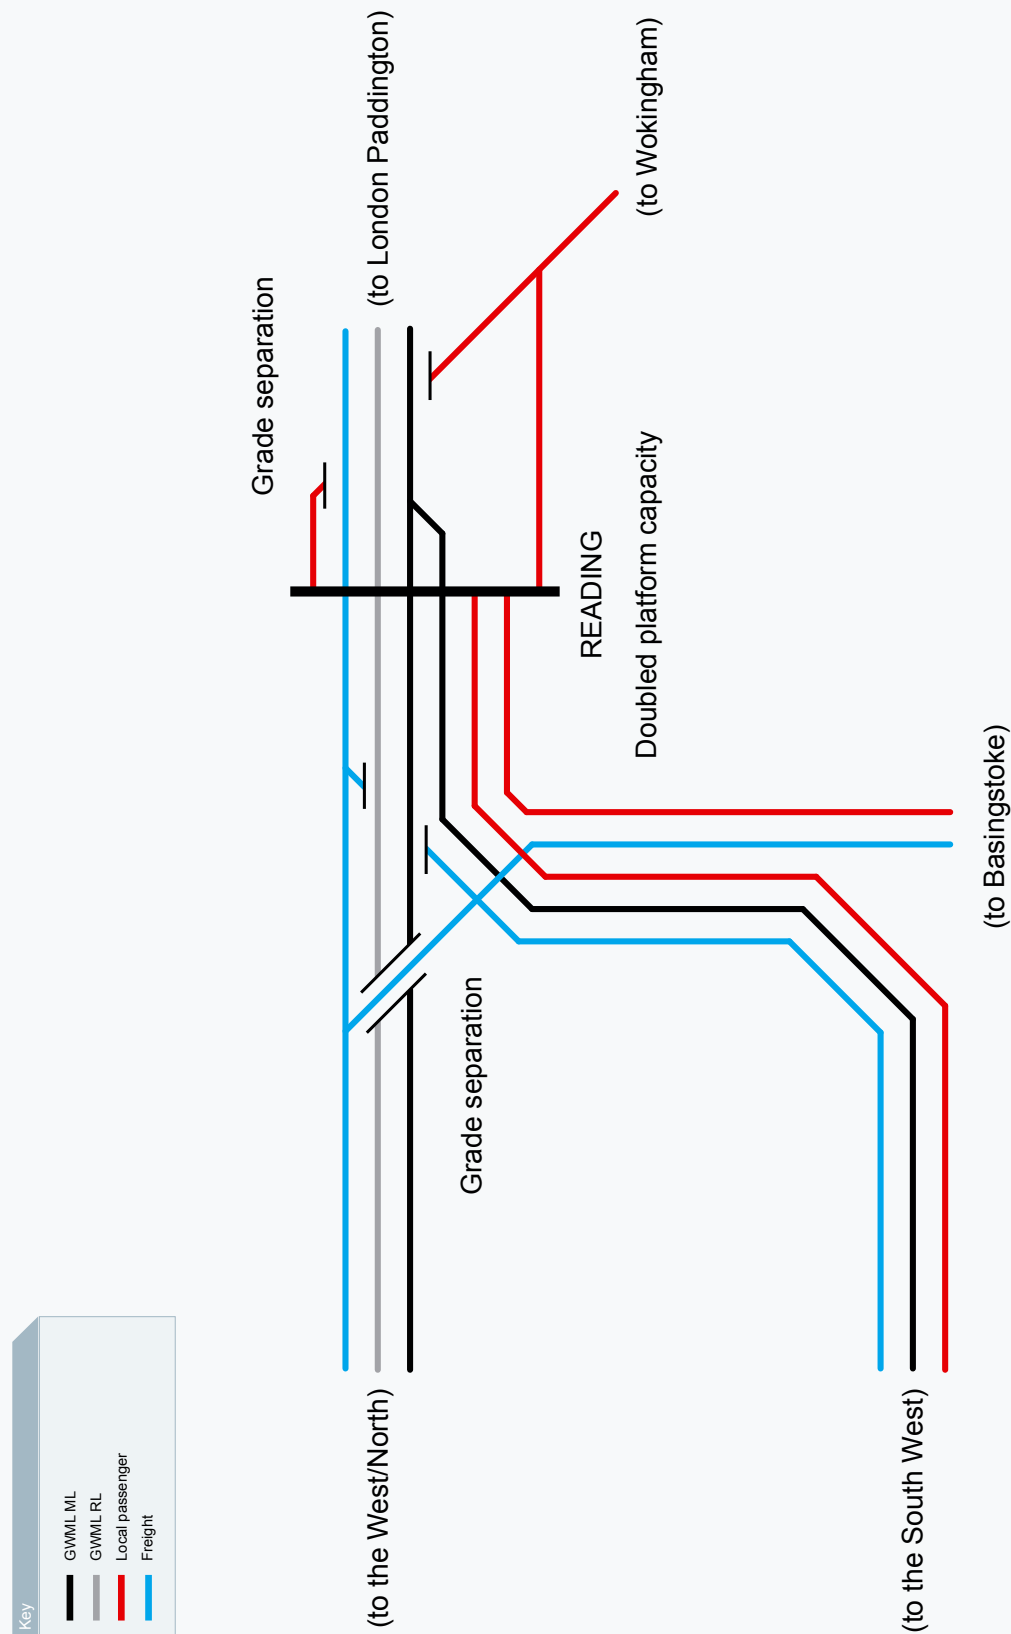 Grade separation
(to London Paddington)
(to Wokingham)
READING
Doubled platform capacity
Grade separation
(to Basingstoke)
(to the West/North)
(to the South West)
Key
GWML ML
GWML RL
Local passenger
Freight